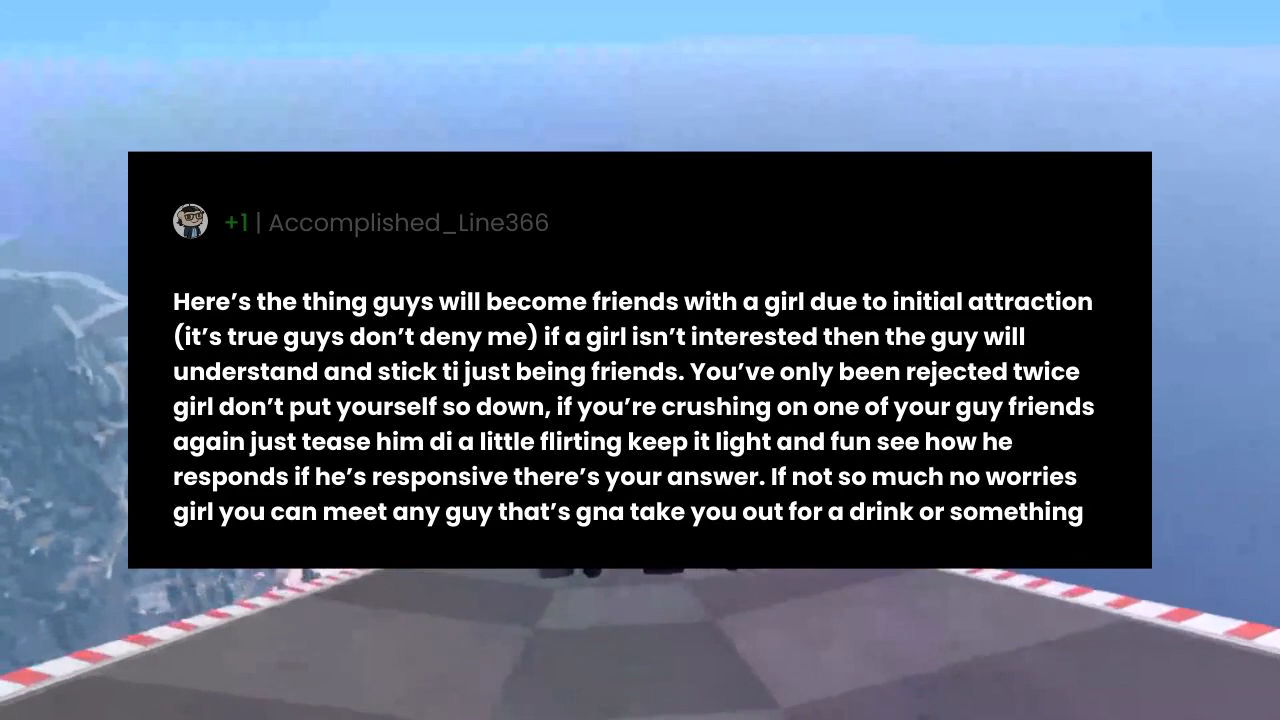 +1 | Accomplished_Line366
Here’s the thing guys will become friends with a girl due to initial attraction
(it’s true guys don’t deny me) if a girl isn’t interested then the guy will
understand and stick ti just being friends. You’ve only been rejected twice
girl don’t put yourself so down, if you’re crushing on one of your guy friends
again just tease him di a little flirting keep it light and fun see how he
responds if he’s responsive there’s your answer. If not so much no worries
girl you can meet any guy that’s gna take you out for a drink or something